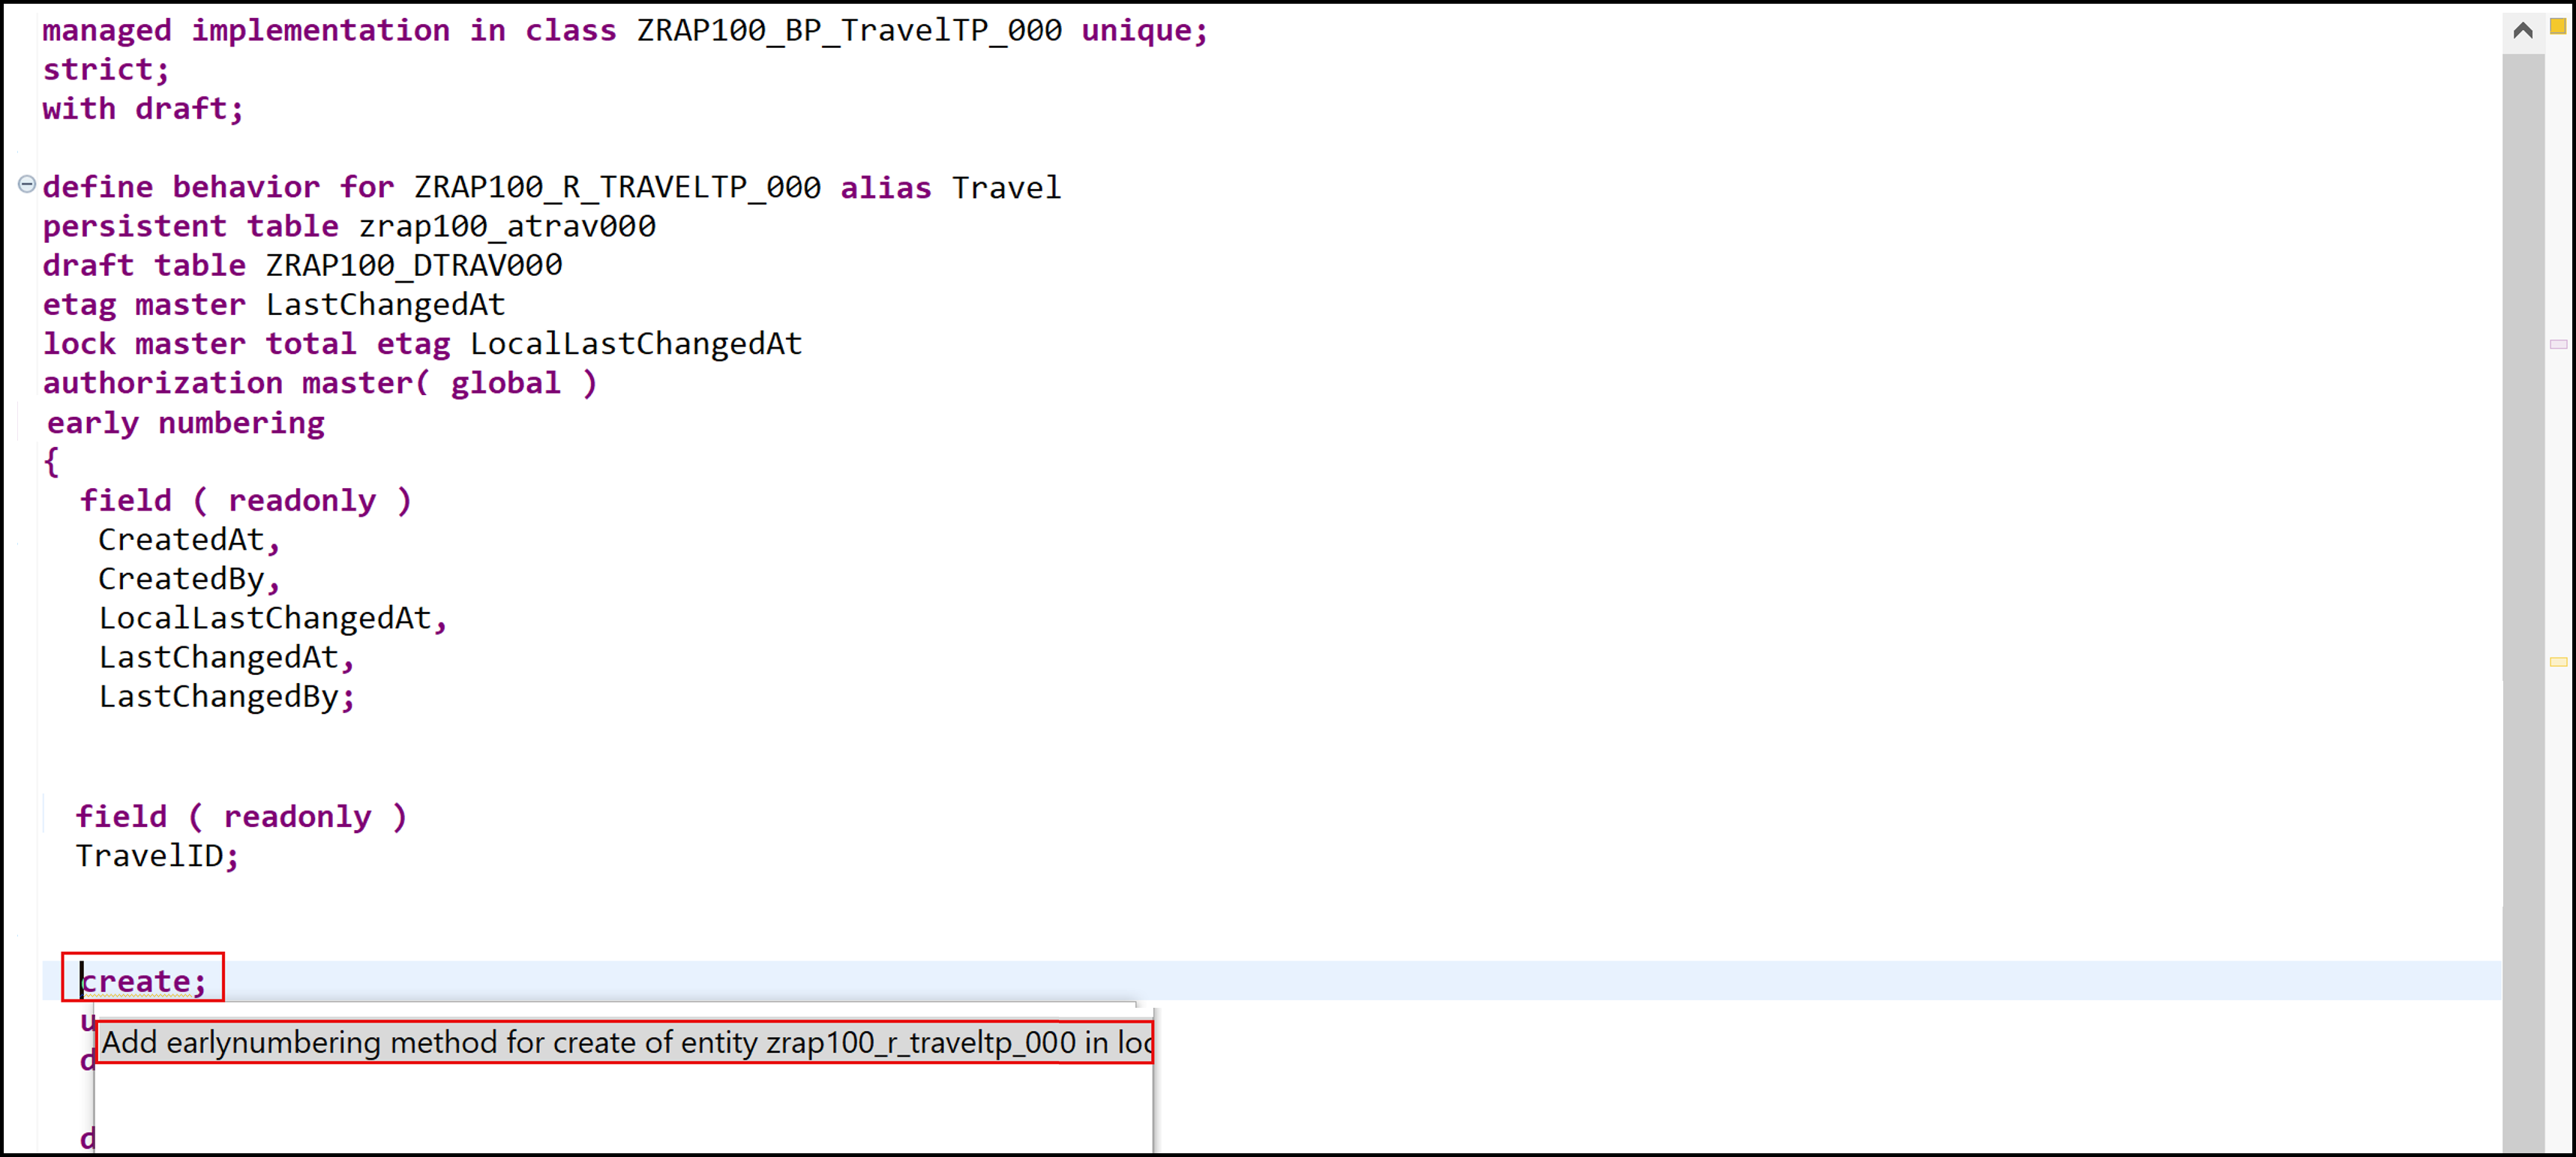 managed implementation in class ZRAP100_BP_TravelTP_000 unique;
strict;
with draft;
define behavior for ZRAP100_R_TRAVELTP_000 alias Travel
persistent table zrap100_atrav000
draft table ZRAP100_DTRAV000
etag master LastChangedAt
lock master total etag LocalLastChangedAt
authorization master( global )
early numbering
{
field ( readonly )
CreatedAt,
CreatedBy,
LocalLastChangedAt,
LastChangedAt,
LastChangedBy;
field ( readonly )
TravelID;
create;
u
Add earlynumbering method for create of entity zrap100_r_traveltp_000 in loc
d
d